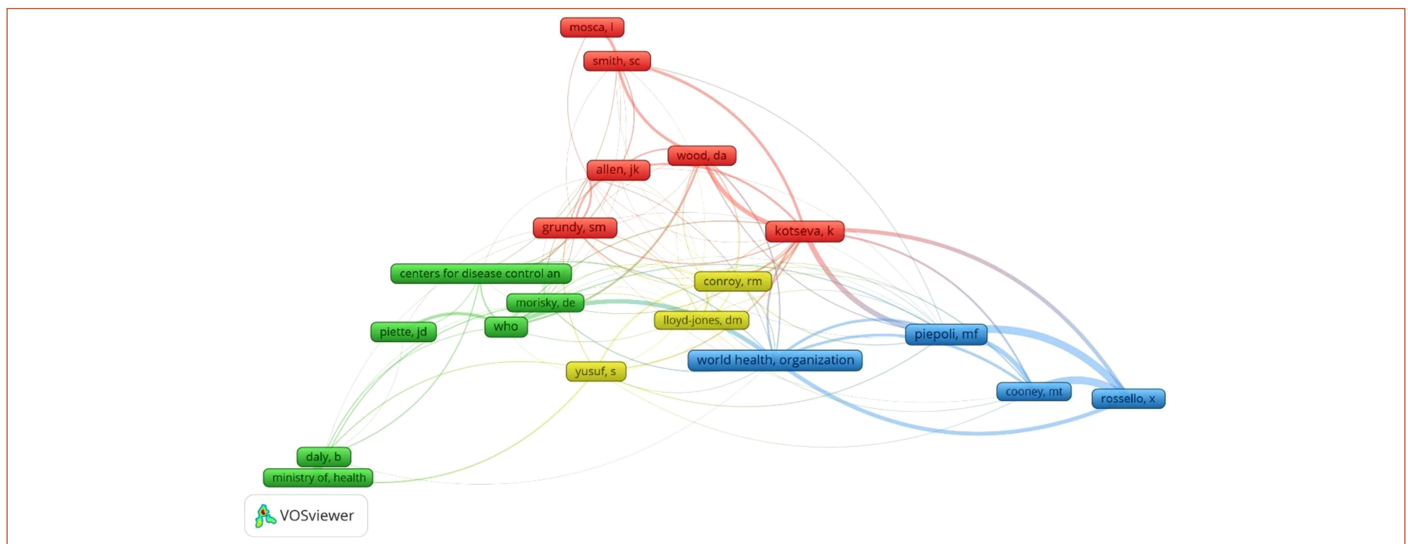 mosca, l
smith, sc
wood, da
allen, jk
grundy, sm
kotseva, k
centers for disease control an
conroy, rm
morisky, de
lloyd-jones, dm
who
piette, jd
piepoli, mf
world health, organization
yusuf, s
cooney, mt
rossello, x
daly, b
ministry of, health
VOSviewer